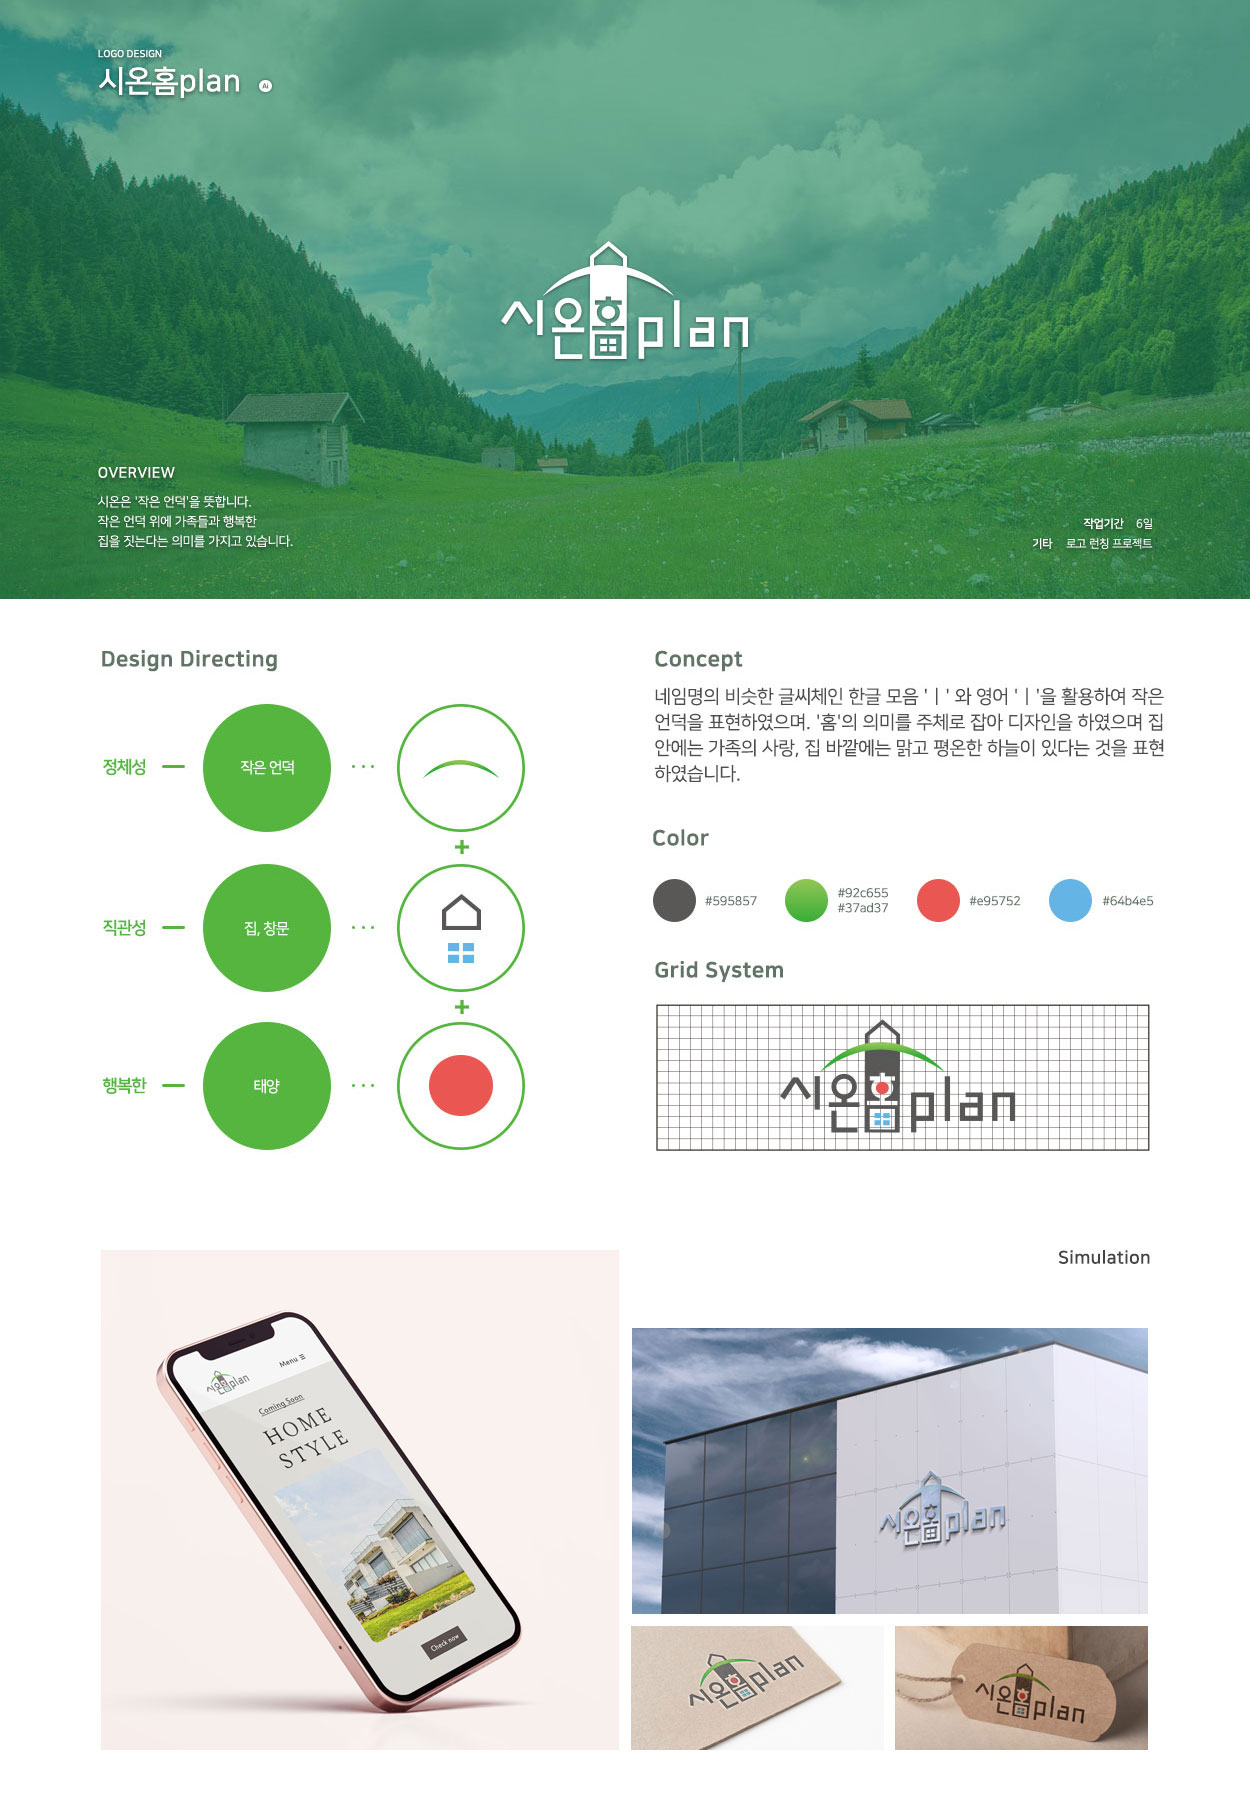 LOGO DESIGN
시온홈plan
Ai
시온홈plan
OVERVIEW
시온은 '작은 언덕'을 뜻합니다.
작은 언덕 위에 가족들과 행복한
집을 짓는다는 의미를 가지고 있습니다.
작업기간 6일
기타 로고 런칭 프로젝트
Design Directing
정체성
작은 언덕
직관성
집, 창문
행복한
태양
Concept
네임명의 비슷한 글씨체인 한글 모음 'ㅣ' 와 영어 'ㅣ'을 활용하여 작은
언덕을 표현하였으며. '홈'의 의미를 주체로 잡아 디자인을 하였으며 집
안에는 가족의 사랑, 집 바깥에는 맑고 평온한 하늘이 있다는 것을 표현
하였습니다.
Color
#595857
#92c655
#37ad37
#e95752
#64b4e5
Grid System
시온홈plan
Simulation
시온홈plan
Menu ☰
Coming Soon
HOME
STYLE
Check now
시온홈plan
시온홈plan
시온홈plan